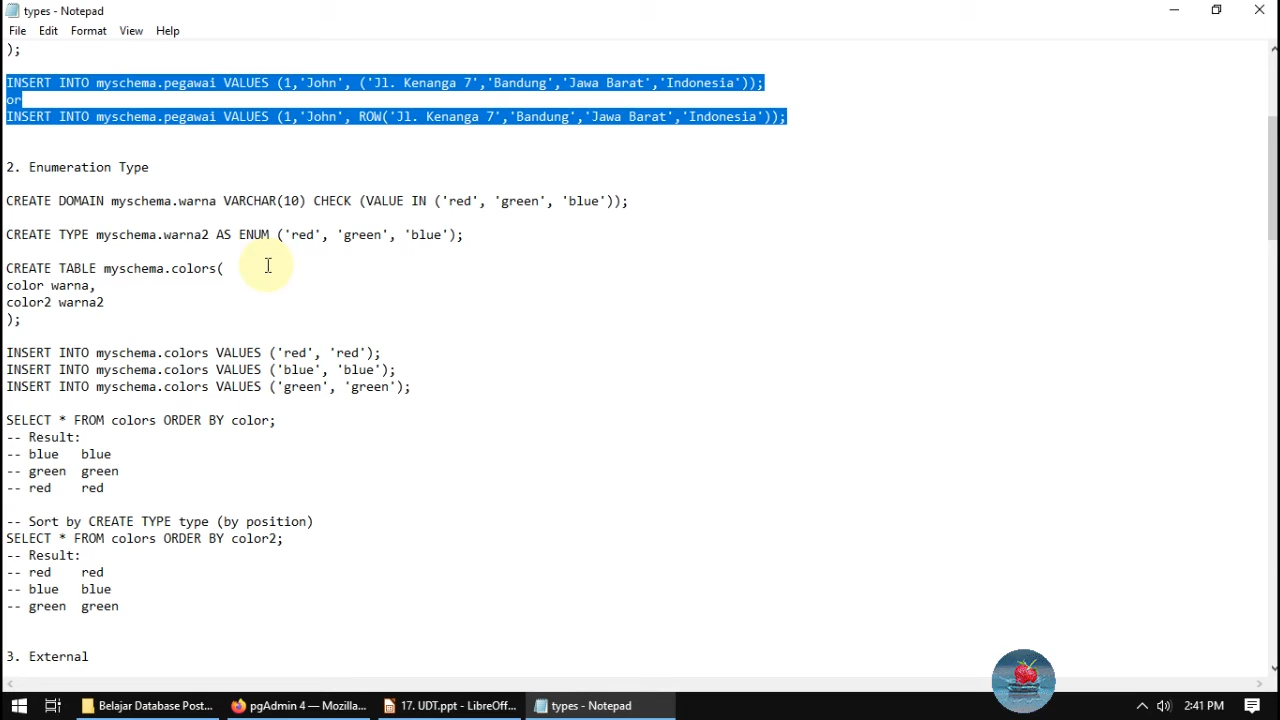 types - Notepad
File Edit Format View Help
);
INSERT INTO myschema.pegawai VALUES (1,'John', ('Jl. Kenanga 7','Bandung','Jawa Barat','Indonesia'));
or
INSERT INTO myschema.pegawai VALUES (1,'John', ROW('Jl. Kenanga 7','Bandung','Jawa Barat','Indonesia'));
2. Enumeration Type
CREATE DOMAIN myschema.warna VARCHAR(10) CHECK (VALUE IN ('red', 'green', 'blue'));
CREATE TYPE myschema.warna2 AS ENUM ('red', 'green', 'blue');
CREATE TABLE myschema.colors(
color warna,
color2 warna2
);
INSERT INTO myschema.colors VALUES ('red', 'red');
INSERT INTO myschema.colors VALUES ('blue', 'blue');
INSERT INTO myschema.colors VALUES ('green', 'green');
SELECT * FROM colors ORDER BY color;
-- Result:
-- blue   blue
-- green  green
-- red    red
-- Sort by CREATE TYPE type (by position)
SELECT * FROM colors ORDER BY color2;
-- Result:
-- red    red
-- blue   blue
-- green  green
3. External
Belajar Database Post... pgAdmin 4 — Mozilla... 17. UDT.ppt - LibreOff... types - Notepad 2:41 PM